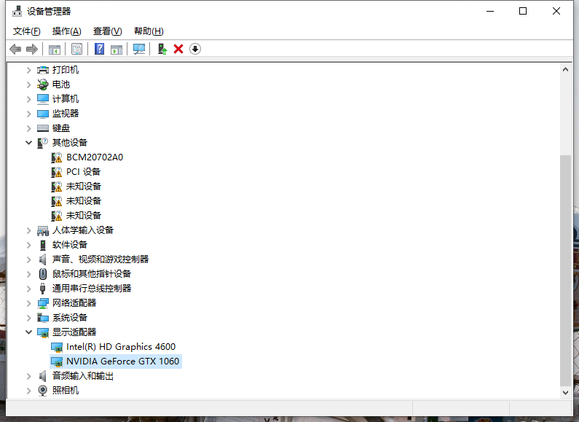 设备管理器
文件(F) 操作(A) 查看(V) 帮助(H)
打印机
电池
计算机
监视器
键盘
其他设备
BCM20702A0
PCI 设备
未知设备
未知设备
未知设备
人体学输入设备
软件设备
声音、视频和游戏控制器
鼠标和其他指针设备
通用串行总线控制器
网络适配器
系统设备
显示适配器
Intel(R) HD Graphics 4600
NVIDIA GeForce GTX 1060
音频输入和输出
照相机